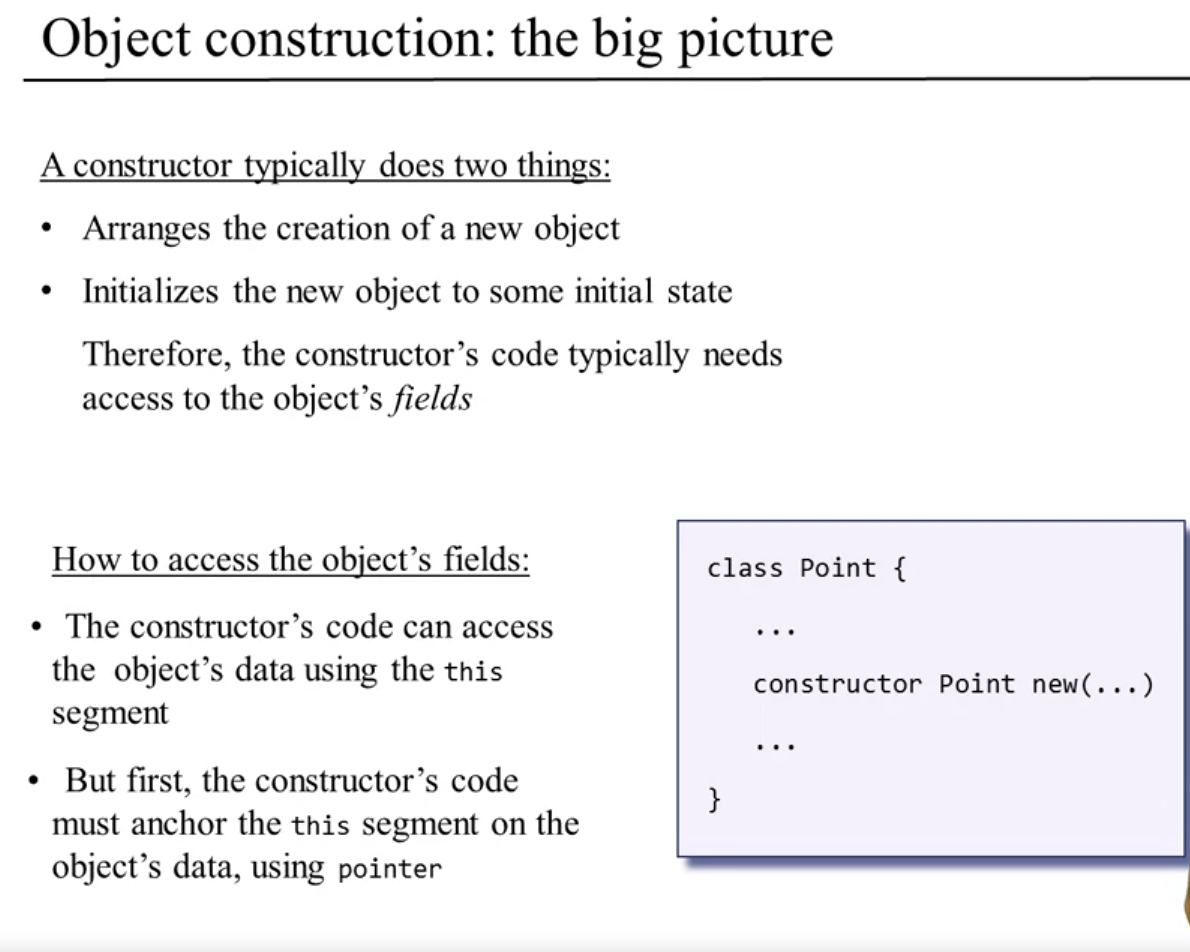 Object construction: the big picture
A constructor typically does two things:
• Arranges the creation of a new object
• Initializes the new object to some initial state
Therefore, the constructor’s code typically needs
access to the object’s fields
How to access the object’s fields:
• The constructor’s code can access
the object’s data using the this
segment
• But first, the constructor’s code
must anchor the this segment on the
object’s data, using pointer
class Point {
...
constructor Point new(...)
...
}